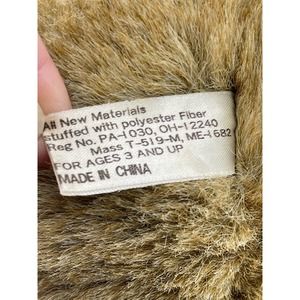 All New Materials
stuffed with polyester Fiber
Reg No. PA-1030, OH-12240
Mass T-519-M, ME-1682
FOR AGES 3 AND UP
MADE IN CHINA